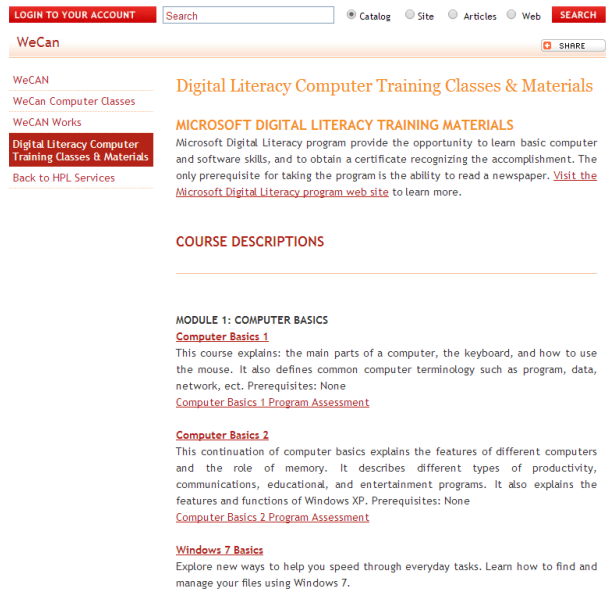 LOGIN TO YOUR ACCOUNT
Search
Catalog Site Articles Web SEARCH
WeCan
SHARE
WeCAN
WeCan Computer Classes
WeCAN Works
Digital Literacy Computer
Training Classes & Materials
Back to HPL Services
Digital Literacy Computer Training Classes & Materials
MICROSOFT DIGITAL LITERACY TRAINING MATERIALS
Microsoft Digital Literacy program provide the opportunity to learn basic computer
and software skills, and to obtain a certificate recognizing the accomplishment. The
only prerequisite for taking the program is the ability to read a newspaper. Visit the
Microsoft Digital Literacy program web site to learn more.
COURSE DESCRIPTIONS
MODULE 1: COMPUTER BASICS
Computer Basics 1
This course explains: the main parts of a computer, the keyboard, and how to use
the mouse. It also defines common computer terminology such as program, data,
network, ect. Prerequisites: None
Computer Basics 1 Program Assessment
Computer Basics 2
This continuation of computer basics explains the features of different computers
and the role of memory. It describes different types of productivity,
communications, educational, and entertainment programs. It also explains the
features and functions of Windows XP. Prerequisites: None
Computer Basics 2 Program Assessment
Windows 7 Basics
Explore new ways to help you speed through everyday tasks. Learn how to find and
manage your files using Windows 7.